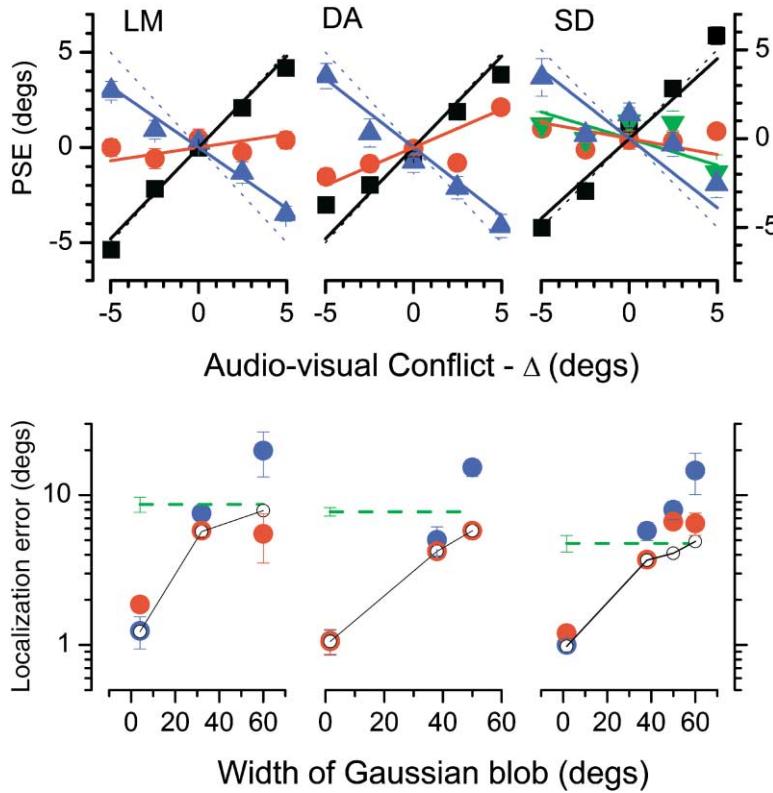 LM DA SD
PSE (degs)
5
0
-5
5
0
-5
-5 0 5 -5 0 5 -5 0 5
Audio-visual Conflict - Δ (degs)
Localization error (degs)
10
1
0 20 40 60 0 20 40 60 0 20 40 60
Width of Gaussian blob (degs)